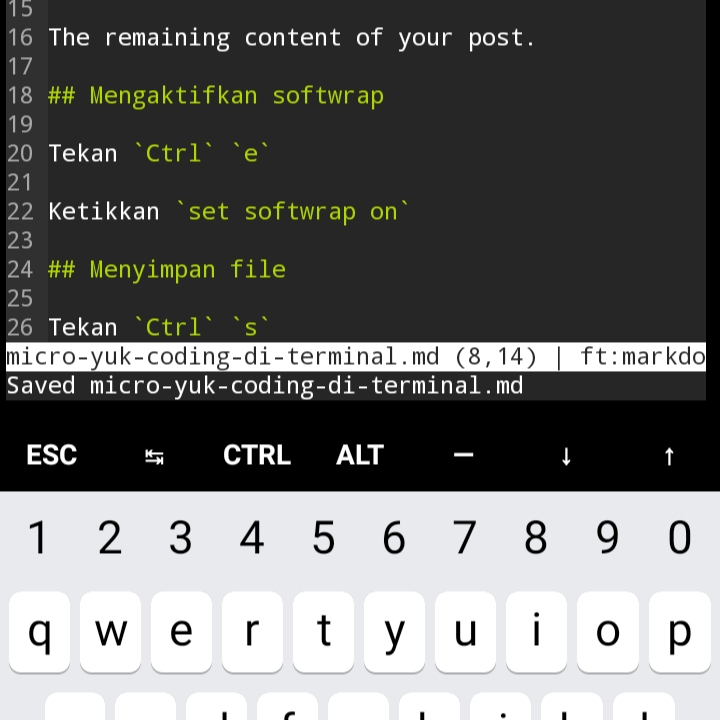 15
16 The remaining content of your post.
17
18 ## Mengaktifkan softwrap
19
20 Tekan `Ctrl` `e`
21
22 Ketikkan `set softwrap on`
23
24 ## Menyimpan file
25
26 Tekan `Ctrl` `s`
micro-yuk-coding-di-terminal.md (8,14) | ft:markdo
Saved micro-yuk-coding-di-terminal.md
ESC ↹ CTRL ALT — ↓ ↑
1 2 3 4 5 6 7 8 9 0
q w e r t y u i o p